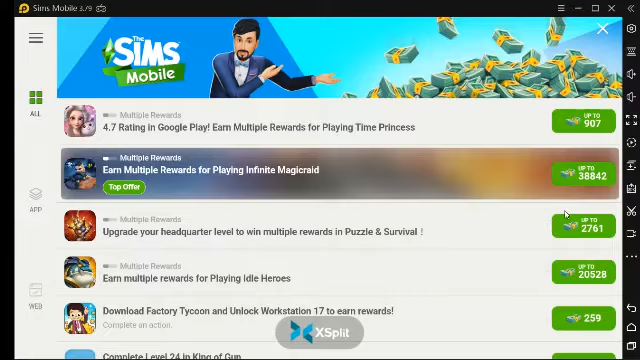 Sims Mobile 3.79
The
SIMS
Mobile
Multiple Rewards
4.7 Rating in Google Play! Earn Multiple Rewards for Playing Time Princess
UP TO
907
ALL
Multiple Rewards
Earn Multiple Rewards for Playing Infinite Magicraid
Top Offer
UP TO
38842
APP
Multiple Rewards
Upgrade your headquarter level to win multiple rewards in Puzzle & Survival !
UP TO
2761
Multiple Rewards
Earn multiple rewards for Playing Idle Heroes
UP TO
20528
WEB
Download Factory Tycoon and Unlock Workstation 17 to earn rewards!
Complete an action.
259
XSplit
Complete Level 24 in King of Gun